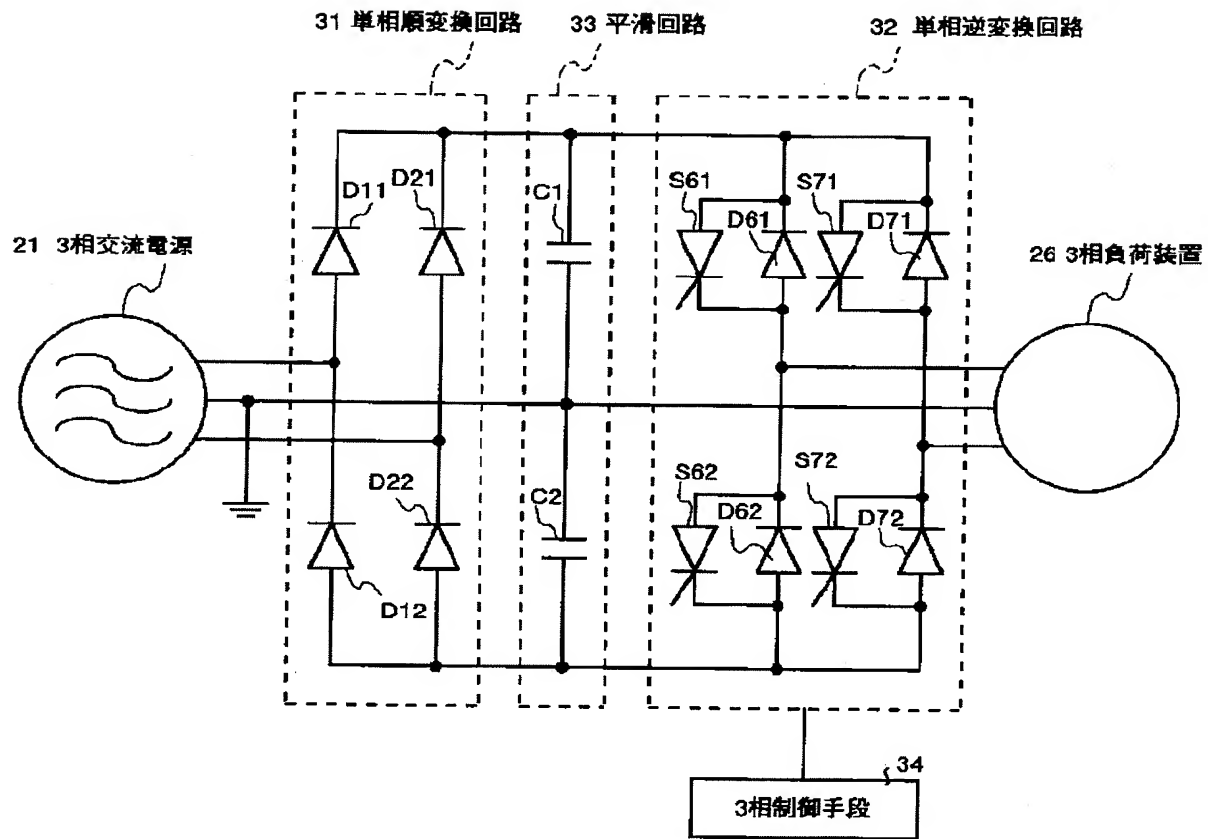 31 単相順変換回路
33 平滑回路
32 単相逆変換回路
D11
D21
C1
S61
D61
S71
D71
21 3相交流電源
26 3相負荷装置
D22
C2
S62
D62
S72
D72
D12
34
3相制御手段